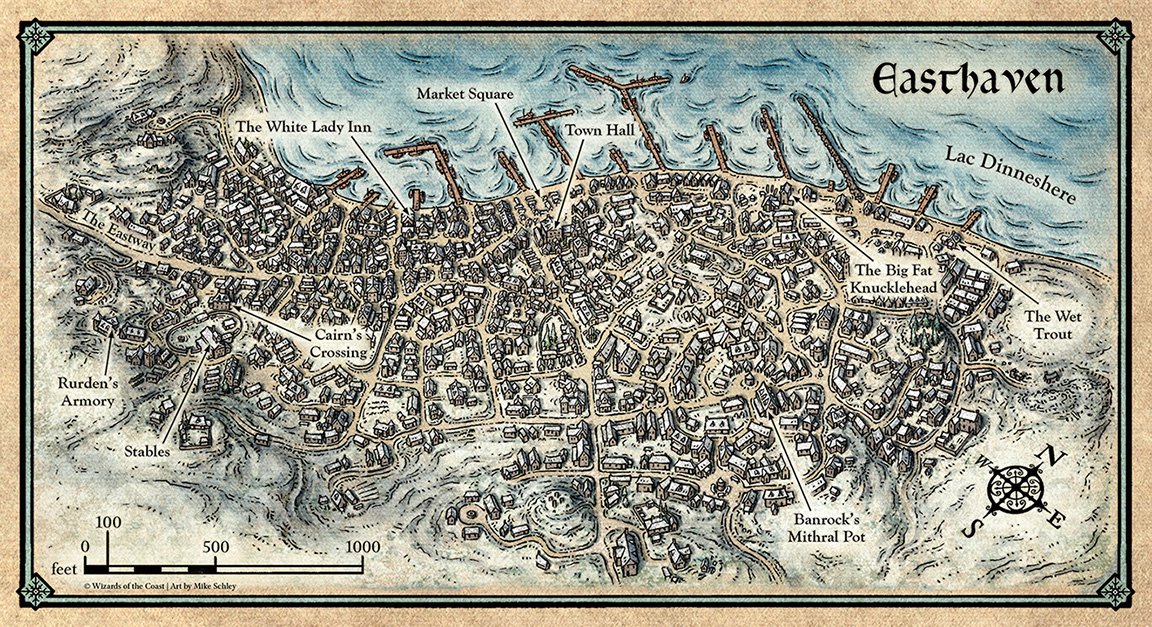 Easthaven
Market Square
The White Lady Inn
Town Hall
Lac Dinneshere
The Eastway
The Big Fat
Knucklehead
The Wet
Trout
Cairn's
Crossing
Rurden's
Armory
Stables
Banrock's
Mithral Pot
N
W
E
S
100
0
500
1000
feet
© Wizards of the Coast | Art by Mike Schley